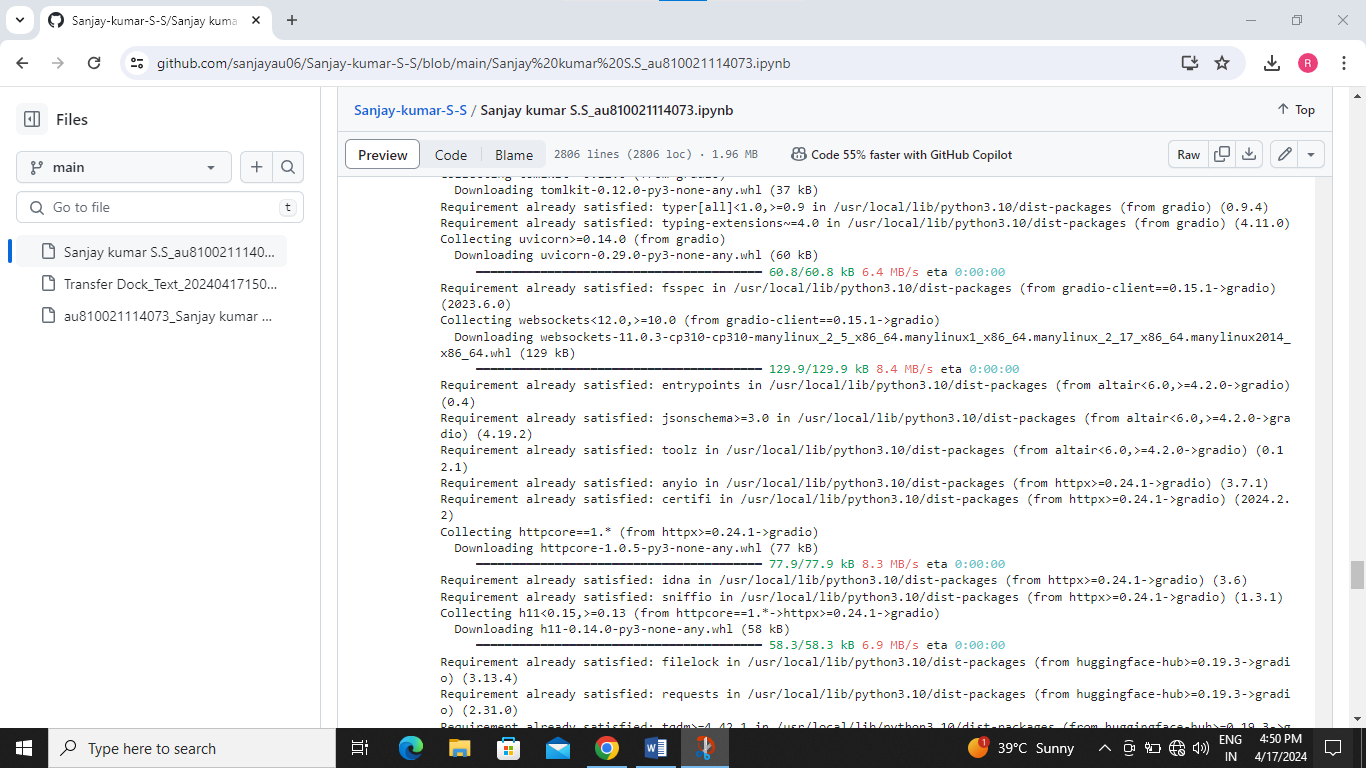 Sanjay-kumar-S-S/Sanjay kuma
github.com/sanjayau06/Sanjay-kumar-S-S/blob/main/Sanjay%20kumar%20S.S_au810021114073.ipynb
R
Files
main
Go to file
t
Sanjay kumar S.S_au8100211140...
Transfer Dock_Text_20240417150...
au810021114073_Sanjay kumar ...
Sanjay-kumar-S-S / Sanjay kumar S.S_au810021114073.ipynb
Top
Preview Code Blame 2806 lines (2806 loc) · 1.96 MB Code 55% faster with GitHub Copilot Raw
Downloading tomlkit-0.12.0-py3-none-any.whl (37 kB)
Requirement already satisfied: typer[all]<1.0,>=0.9 in /usr/local/lib/python3.10/dist-packages (from gradio) (0.9.4)
Requirement already satisfied: typing-extensions~=4.0 in /usr/local/lib/python3.10/dist-packages (from gradio) (4.11.0)
Collecting uvicorn>=0.14.0 (from gradio)
Downloading uvicorn-0.29.0-py3-none-any.whl (60 kB)
60.8/60.8 kB 6.4 MB/s eta 0:00:00
Requirement already satisfied: fsspec in /usr/local/lib/python3.10/dist-packages (from gradio-client==0.15.1->gradio)
(2023.6.0)
Collecting websockets<12.0,>=10.0 (from gradio-client==0.15.1->gradio)
Downloading websockets-11.0.3-cp310-cp310-manylinux_2_5_x86_64.manylinux1_x86_64.manylinux_2_17_x86_64.manylinux2014_
x86_64.whl (129 kB)
129.9/129.9 kB 8.4 MB/s eta 0:00:00
Requirement already satisfied: entrypoints in /usr/local/lib/python3.10/dist-packages (from altair<6.0,>=4.2.0->gradio)
(0.4)
Requirement already satisfied: jsonschema>=3.0 in /usr/local/lib/python3.10/dist-packages (from altair<6.0,>=4.2.0->gra
dio) (4.19.2)
Requirement already satisfied: toolz in /usr/local/lib/python3.10/dist-packages (from altair<6.0,>=4.2.0->gradio) (0.1
2.1)
Requirement already satisfied: anyio in /usr/local/lib/python3.10/dist-packages (from httpx>=0.24.1->gradio) (3.7.1)
Requirement already satisfied: certifi in /usr/local/lib/python3.10/dist-packages (from httpx>=0.24.1->gradio) (2024.2.
2)
Collecting httpcore==1.* (from httpx>=0.24.1->gradio)
Downloading httpcore-1.0.5-py3-none-any.whl (77 kB)
77.9/77.9 kB 8.3 MB/s eta 0:00:00
Requirement already satisfied: idna in /usr/local/lib/python3.10/dist-packages (from httpx>=0.24.1->gradio) (3.6)
Requirement already satisfied: sniffio in /usr/local/lib/python3.10/dist-packages (from httpx>=0.24.1->gradio) (1.3.1)
Collecting h11<0.15,>=0.13 (from httpcore==1.*->httpx>=0.24.1->gradio)
Downloading h11-0.14.0-py3-none-any.whl (58 kB)
58.3/58.3 kB 6.9 MB/s eta 0:00:00
Requirement already satisfied: filelock in /usr/local/lib/python3.10/dist-packages (from huggingface-hub>=0.19.3->gradi
o) (3.13.4)
Requirement already satisfied: requests in /usr/local/lib/python3.10/dist-packages (from huggingface-hub>=0.19.3->gradi
o) (2.31.0)
Requirement already satisfied: tqdm>=4.42.1 in /usr/local/lib/python3.10/dist-packages (from huggingface-hub>=0.19.3->g
Type here to search
1
39°C Sunny
ENG
IN
4:50 PM
4/17/2024